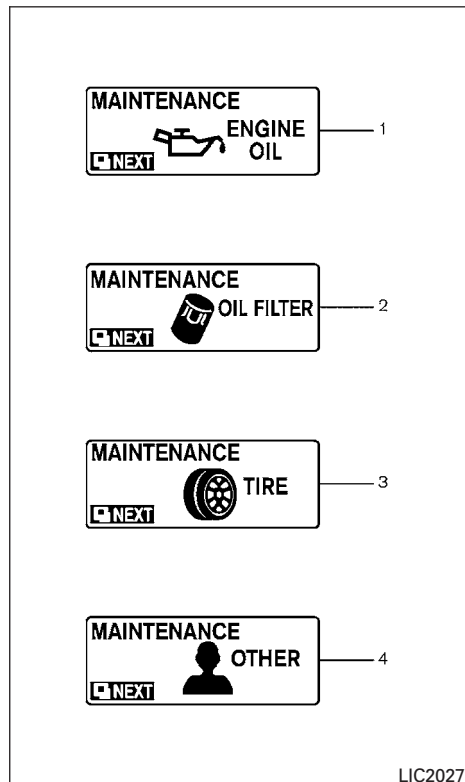 MAINTENANCE
ENGINE
OIL
NEXT
1
MAINTENANCE
OIL FILTER
NEXT
2
MAINTENANCE
TIRE
NEXT
3
MAINTENANCE
OTHER
NEXT
4
LIC2027